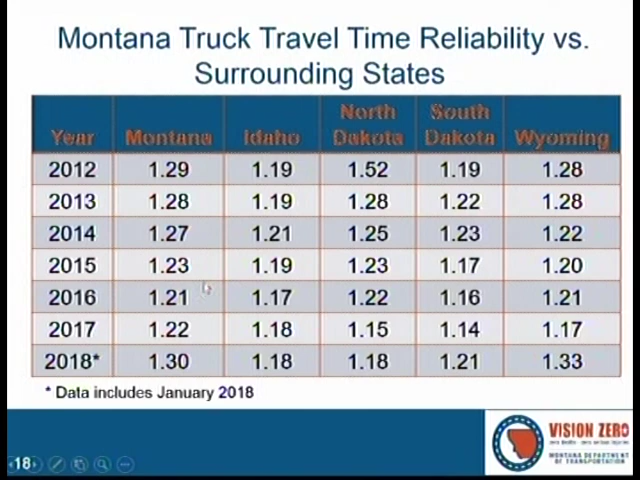 Montana Truck Travel Time Reliability vs.
Surrounding States
Year Montana Idaho North Dakota South Dakota Wyoming
2012 1.29 1.19 1.52 1.19 1.28
2013 1.28 1.19 1.28 1.22 1.28
2014 1.27 1.21 1.25 1.23 1.22
2015 1.23 1.19 1.23 1.17 1.20
2016 1.21 1.17 1.22 1.16 1.21
2017 1.22 1.18 1.15 1.14 1.17
2018* 1.30 1.18 1.18 1.21 1.33
* Data includes January 2018
18
VISION ZERO
zero deaths zero serious injuries
MONTANA DEPARTMENT
OF TRANSPORTATION